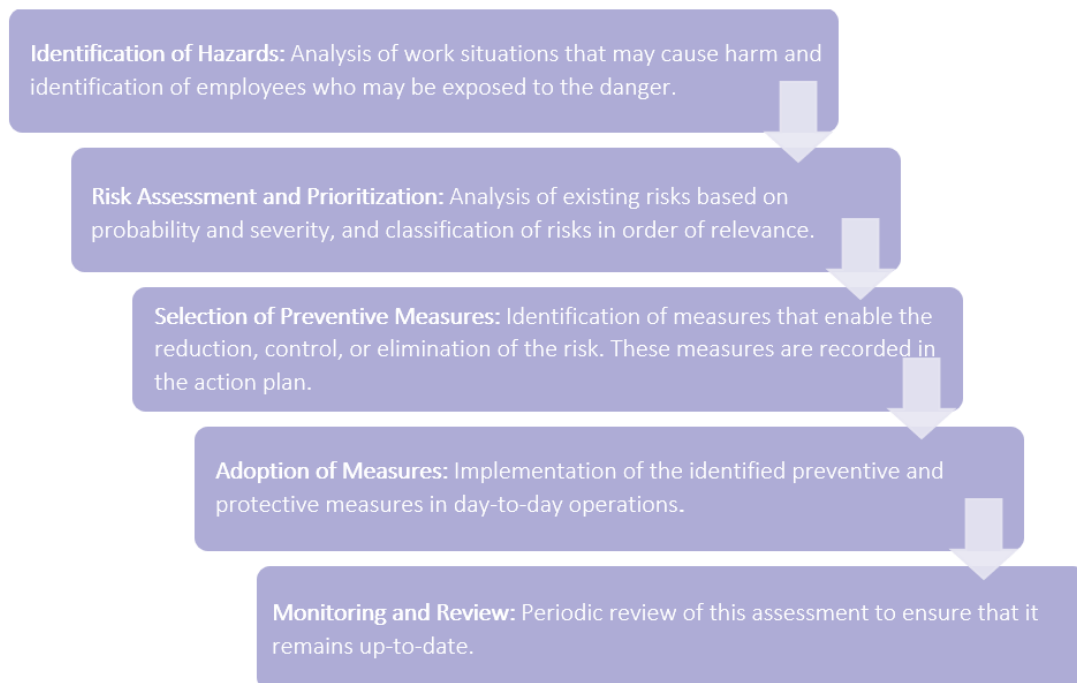 Identification of Hazards: Analysis of work situations that may cause harm and
identification of employees who may be exposed to the danger.
Risk Assessment and Prioritization: Analysis of existing risks based on
probability and severity, and classification of risks in order of relevance.
Selection of Preventive Measures: Identification of measures that enable the
reduction, control, or elimination of the risk. These measures are recorded in
the action plan.
Adoption of Measures: Implementation of the identified preventive and
protective measures in day-to-day operations.
Monitoring and Review: Periodic review of this assessment to ensure that it
remains up-to-date.